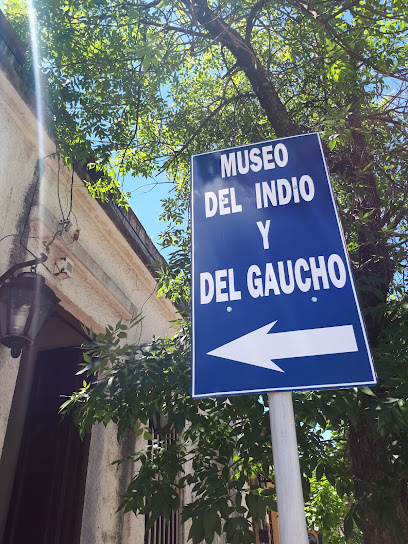 MUSEO
DEL INDIO
Y
DEL GAUCHO